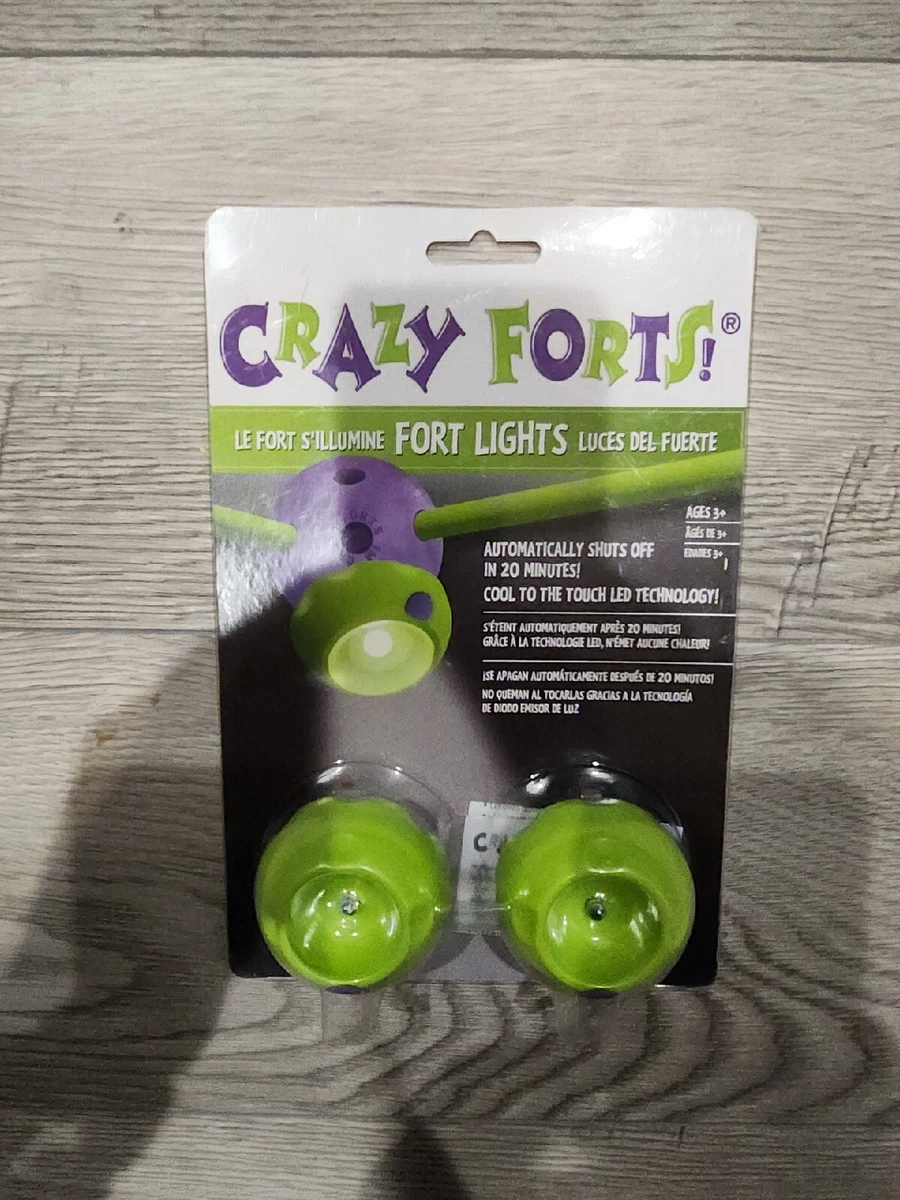 CRAZY FORTS!®
LE FORT S'ILLUMINE FORT LIGHTS LUCES DEL FUERTE
AGES 3+
ÂGÉS DE 3+
EDADES 3+
AUTOMATICALLY SHUTS OFF
IN 20 MINUTES!
COOL TO THE TOUCH LED TECHNOLOGY!
S'ÉTEINT AUTOMATIQUEMENT APRÈS 20 MINUTES!
GRÂCE À LA TECHNOLOGIE LED, N'ÉMET AUCUNE CHALEUR!
¡SE APAGAN AUTOMÁTICAMENTE DESPUÉS DE 20 MINUTOS!
NO QUEMAN AL TOCARLAS GRACIAS A LA TECNOLOGÍA
DE DIODO EMISOR DE LUZ